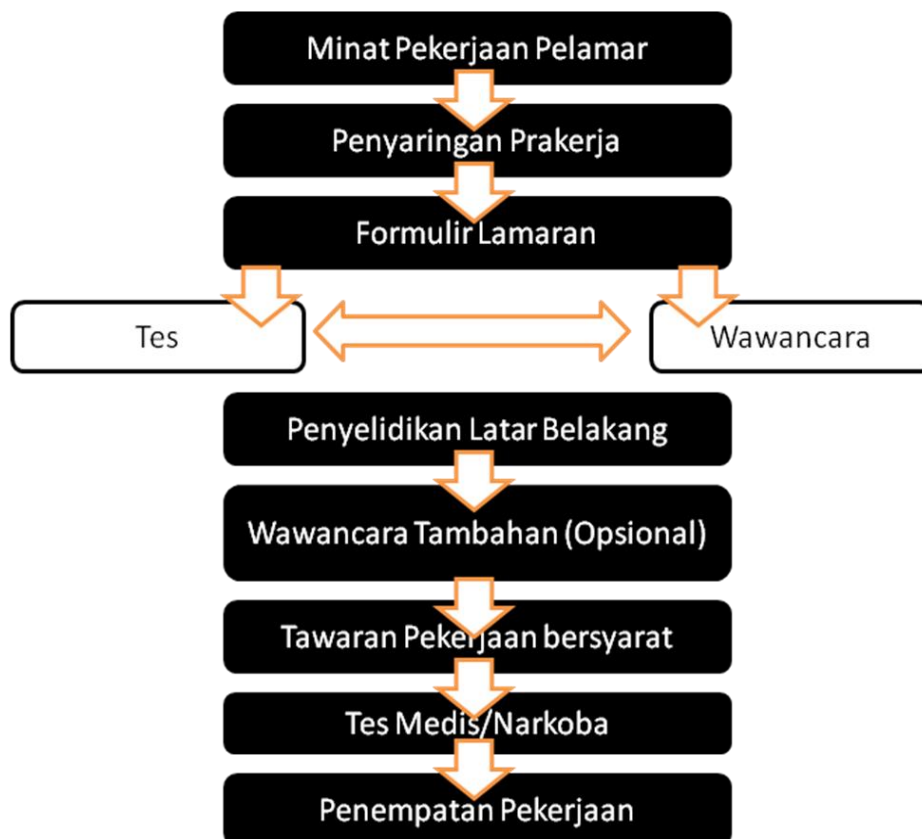 Minat Pekerjaan Pelamar
Penyaringan Prakerja
Formulir Lamaran
Tes
Wawancara
Penyelidikan Latar Belakang
Wawancara Tambahan (Opsional)
Tawaran Pekerjaan bersyarat
Tes Medis/Narkoba
Penempatan Pekerjaan